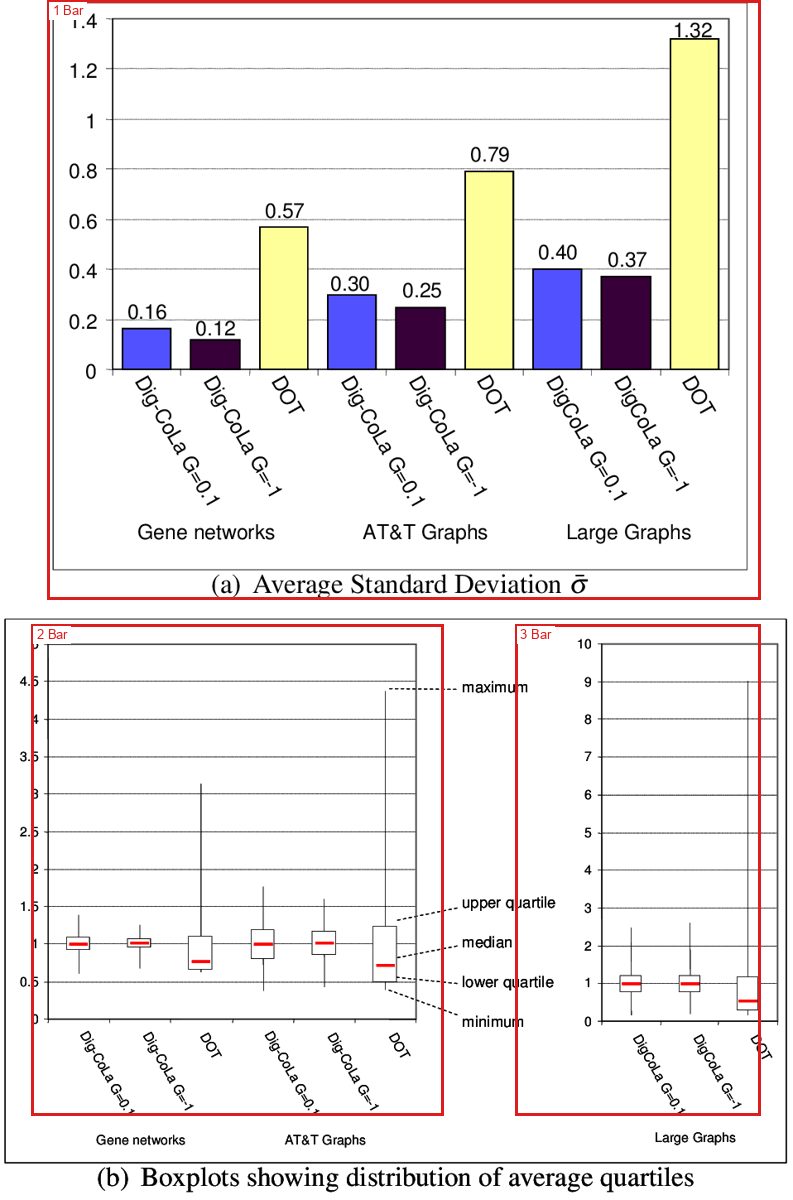 1 Bar
1.4
1.2
1
0.8
0.6
0.4
0.2
0
0.16
0.12
0.57
0.30
0.25
0.79
0.40
0.37
1.32
Dig-CoLa G=0.1
Dig-CoLa G=-1
DOT
Dig-CoLa G=0.1
Dig-CoLa G=-1
DOT
DigCoLa G=0.1
DigCoLa G=-1
DOT
Gene networks AT&T Graphs Large Graphs
(a) Average Standard Deviation σ̄
2 Bar
5
4.5
4
3.5
3
2.5
2
1.5
1
0.5
0
maximum
upper quartile
median
lower quartile
minimum
Dig-CoLa G=0.1
Dig-CoLa G=-1
DOT
Dig-CoLa G=0.1
Dig-CoLa G=-1
DOT
Gene networks AT&T Graphs
3 Bar
10
9
8
7
6
5
4
3
2
1
0
DigCoLa G=0.1
DigCoLa G=-1
DOT
Large Graphs
(b) Boxplots showing distribution of average quartiles